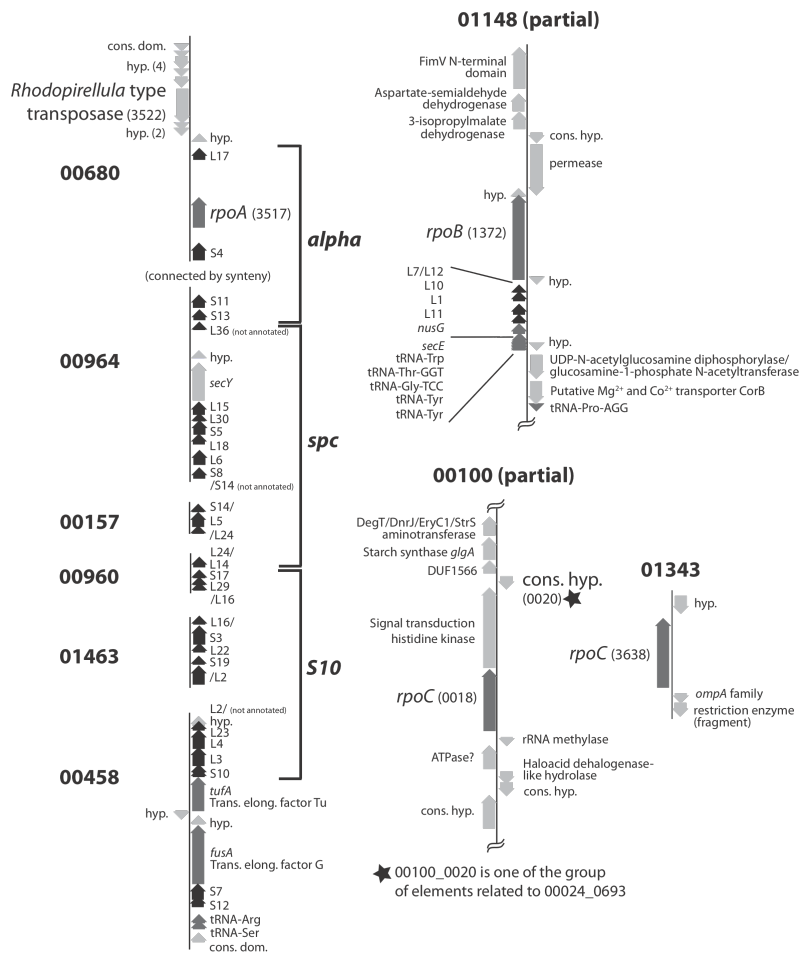 cons. dom.
hyp. (4)
Rhodopirellula type
transposase (3522)
hyp. (2)
hyp.
L17
00680
rpoA (3517)
alpha
S4
(connected by synteny)
S11
S13
L36 (not annotated)
00964
hyp.
secY
L15
L30
S5
L18
L6
S8
/S14 (not annotated)
spc
S14/
00157
L5
/L24
L24/
L14
00960
S17
L29
/L16
L16/
S3
01463
L22
S19
/L2
S10
L2/ (not annotated)
hyp.
L23
L4
L3
S10
00458
tufA
Trans. elong. factor Tu
hyp.
hyp.
fusA
Trans. elong. factor G
S7
S12
tRNA-Arg
tRNA-Ser
cons. dom.
01148 (partial)
FimV N-terminal
domain
Aspartate-semialdehyde
dehydrogenase
3-isopropylmalate
dehydrogenase
cons. hyp.
permease
hyp.
rpoB (1372)
L7/L12
hyp.
L10
L1
L11
nusG
secE
hyp.
tRNA-Trp
tRNA-Thr-GGT
tRNA-Gly-TCC
tRNA-Tyr
tRNA-Tyr
UDP-N-acetylglucosamine diphosphorylase/
glucosamine-1-phosphate N-acetyltransferase
Putative Mg²⁺ and Co²⁺ transporter CorB
tRNA-Pro-AGG
00100 (partial)
DegT/DnrJ/EryC1/StrS
aminotransferase
Starch synthase glgA
DUF1566
cons. hyp.
(0020)
Signal transduction
histidine kinase
rpoC (0018)
rRNA methylase
ATPase?
Haloacid dehalogenase-
like hydrolase
cons. hyp.
cons. hyp.
01343
hyp.
rpoC (3638)
ompA family
restriction enzyme
(fragment)
00100_0020 is one of the group
of elements related to 00024_0693